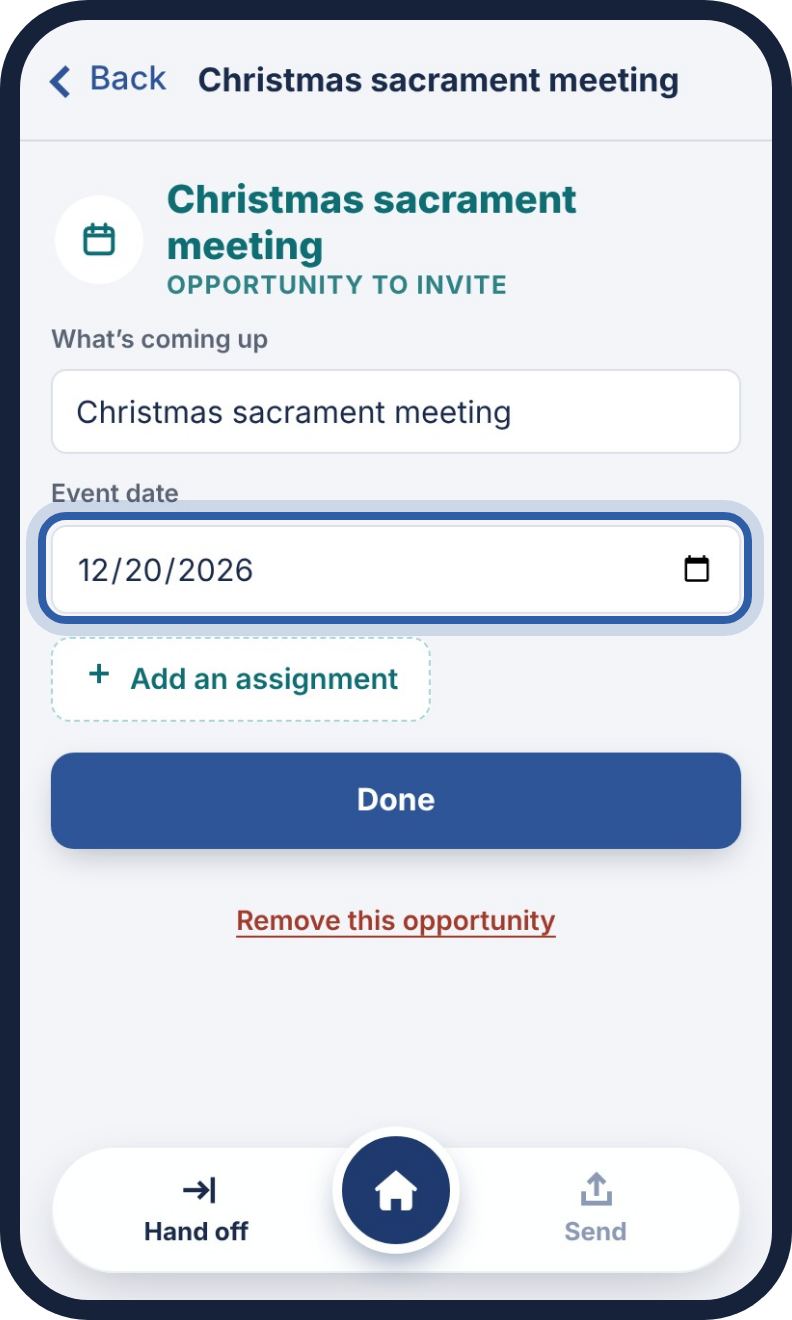 Back
Christmas sacrament meeting
Christmas sacrament
meeting
OPPORTUNITY TO INVITE
What’s coming up
Christmas sacrament meeting
Event date
12/20/2026
+ Add an assignment
Done
Remove this opportunity
Hand off
Send